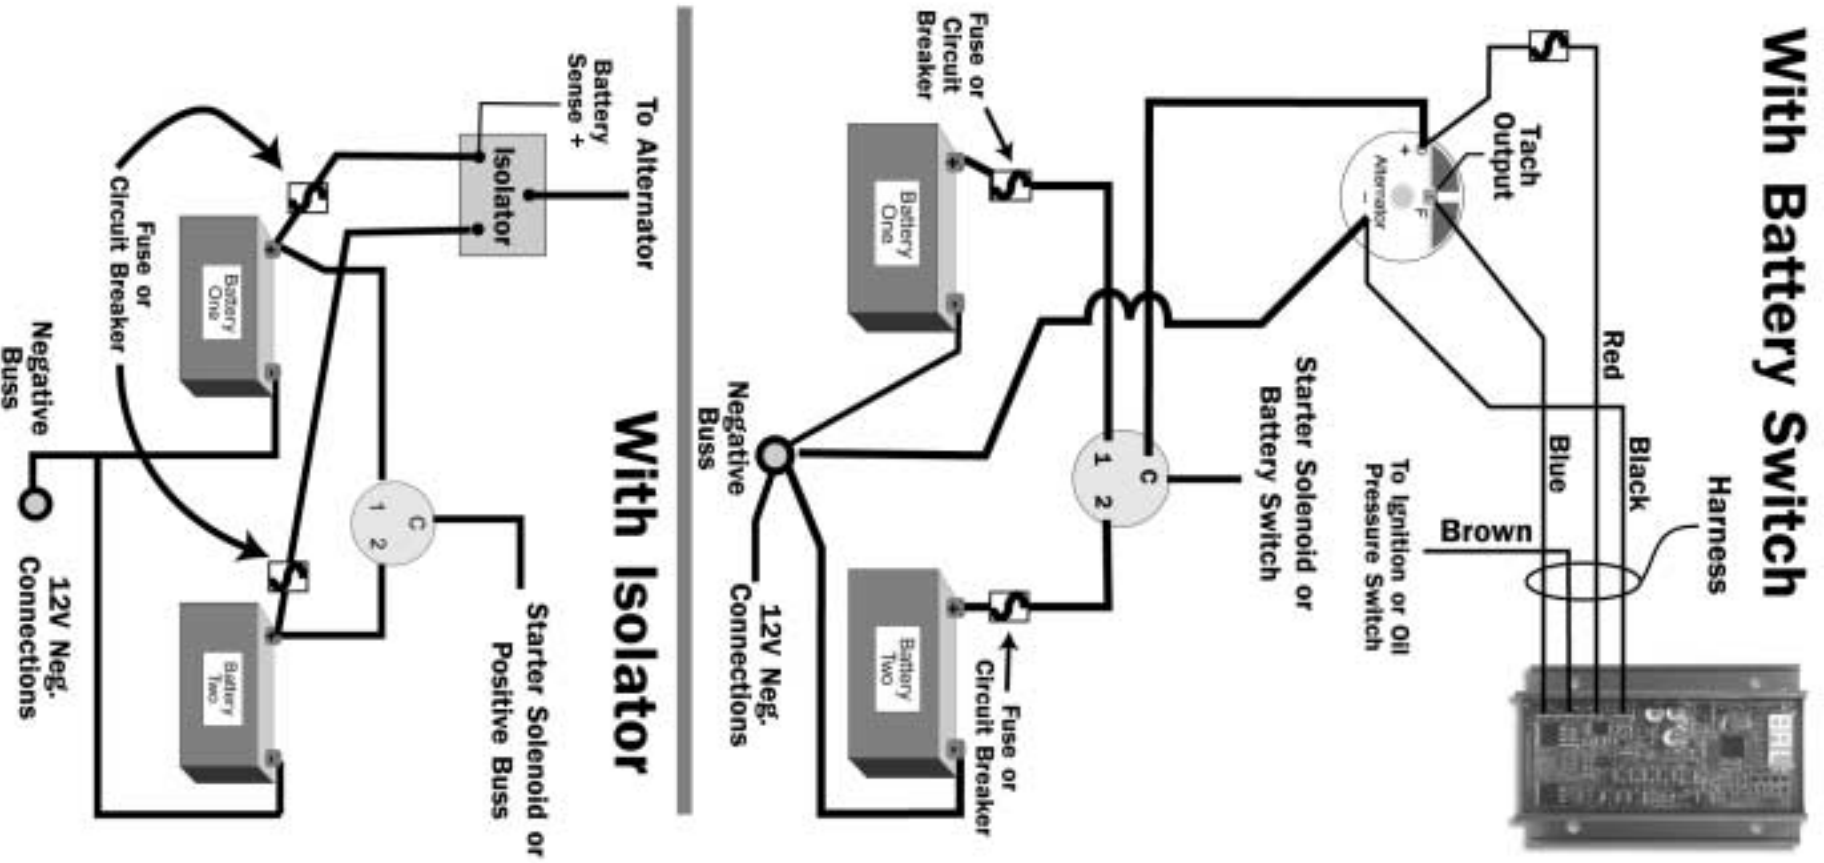 With Battery Switch
Harness
Black
Red
Blue
Brown
To Ignition or Oil
Pressure Switch
Tach
Output
+
Alternator
-
F
Starter Solenoid or
Battery Switch
C
1
2
Fuse or
Circuit
Breaker
+
Battery
One
-
Fuse or
Circuit Breaker
+
Battery
Two
-
Negative
Buss
12V Neg.
Connections
With Isolator
To Alternator
Battery
Sense +
Isolator
Starter Solenoid or
Positive Buss
C
1
2
+
Battery
One
-
Fuse or
Circuit Breaker
+
Battery
Two
-
Negative
Buss
12V Neg.
Connections